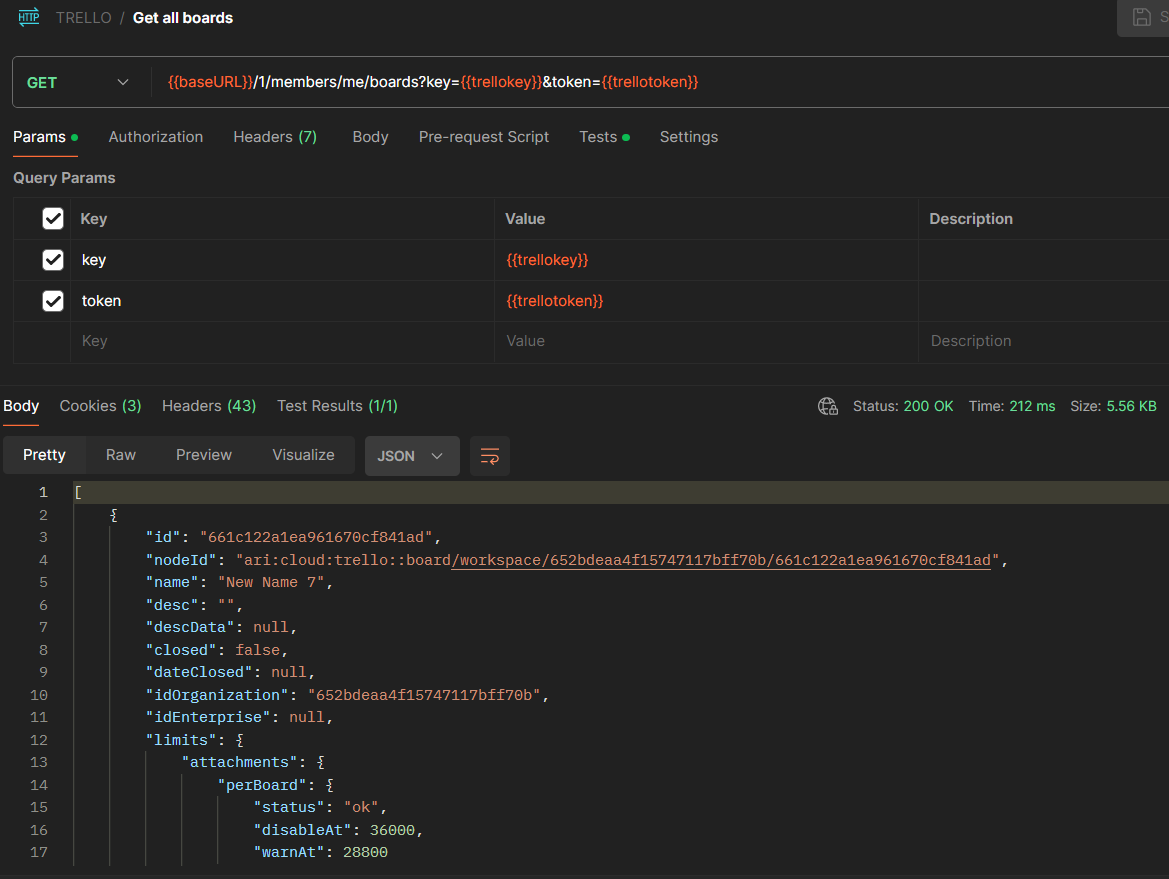 HTTP TRELLO / Get all boards S
GET {{baseURL}}/1/members/me/boards?key={{trellokey}}&token={{trellotoken}}
Params Authorization Headers (7) Body Pre-request Script Tests Settings
Query Params
Key Value Description
key {{trellokey}}
token {{trellotoken}}
Key Value Description
Body Cookies (3) Headers (43) Test Results (1/1) Status: 200 OK Time: 212 ms Size: 5.56 KB
Pretty Raw Preview Visualize JSON
1 [
2 {
3 "id": "661c122a1ea961670cf841ad",
4 "nodeId": "ari:cloud:trello::board/workspace/652bdeaa4f15747117bff70b/661c122a1ea961670cf841ad",
5 "name": "New Name 7",
6 "desc": "",
7 "descData": null,
8 "closed": false,
9 "dateClosed": null,
10 "idOrganization": "652bdeaa4f15747117bff70b",
11 "idEnterprise": null,
12 "limits": {
13 "attachments": {
14 "perBoard": {
15 "status": "ok",
16 "disableAt": 36000,
17 "warnAt": 28800